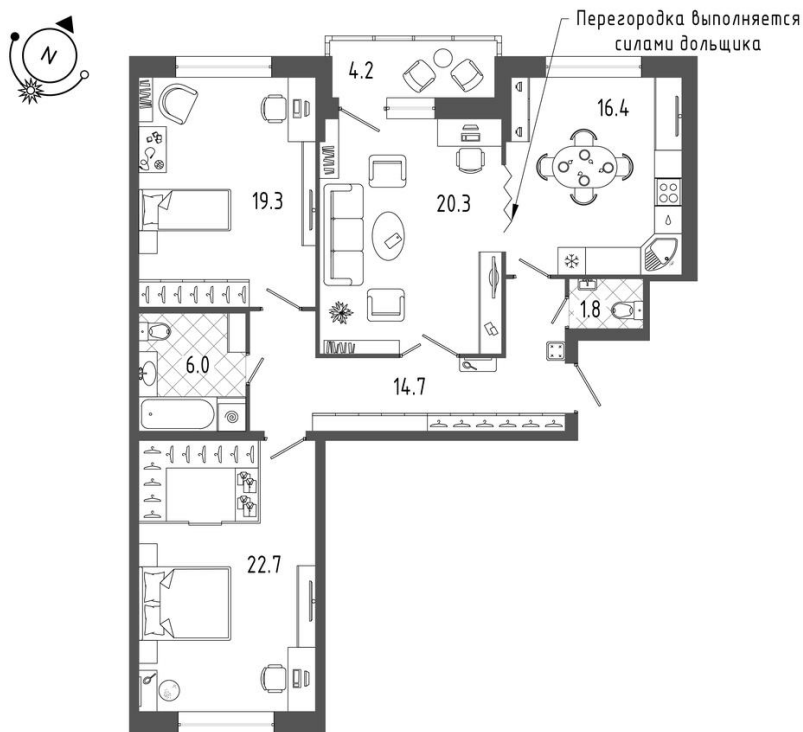 Перегородка выполняется
силами дольщика
N
4.2
16.4
19.3
20.3
1.8
6.0
14.7
22.7